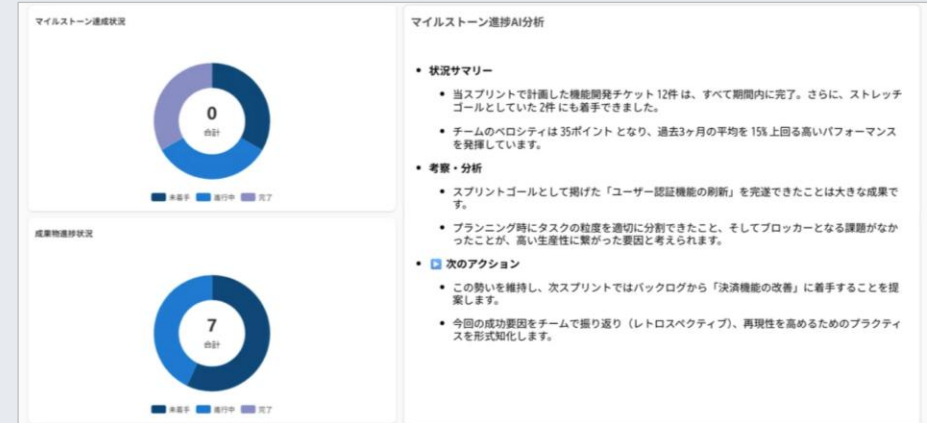 マイルストーン達成状況
0
合計
未着手 進行中 完了
成果物進捗状況
7
合計
未着手 進行中 完了
マイルストーン進捗AI分析
• 状況サマリー
• 当スプリントで計画した機能開発チケット 12件 は、すべて期間内に完了。さらに、ストレッチ
ゴールとしていた 2件 にも着手できました。
• チームのベロシティは 35ポイント となり、過去3ヶ月の平均を 15% 上回る高いパフォーマンス
を発揮しています。
• 考察・分析
• スプリントゴールとして掲げた「ユーザー認証機能の刷新」を完遂できたことは大きな成果で
す。
• プランニング時にタスクの粒度を適切に分割できたこと、そしてブロッカーとなる課題がなか
ったことが、高い生産性に繋がった要因と考えられます。
• ▶️ 次のアクション
• この勢いを維持し、次スプリントではバックログから「決済機能の改善」に着手することを提
案します。
• 今回の成功要因をチームで振り返り（レトロスペクティブ）、再現性を高めるためのプラクティ
スを形式知化します。